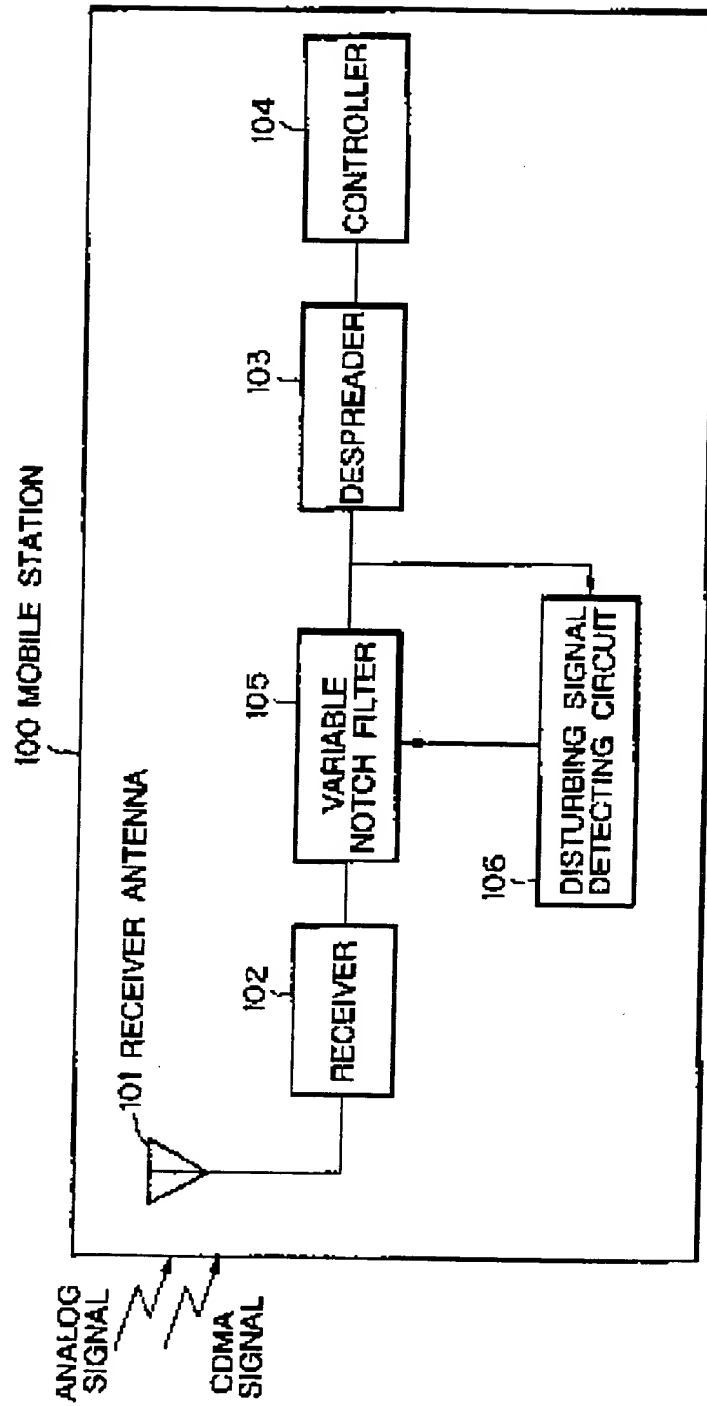 100 MOBILE STATION
ANALOG
SIGNAL
CDMA
SIGNAL
101 RECEIVER ANTENNA
102
RECEIVER
105
VARIABLE
NOTCH FILTER
103
DESPREADER
104
CONTROLLER
106
DISTURBING SIGNAL
DETECTING CIRCUIT